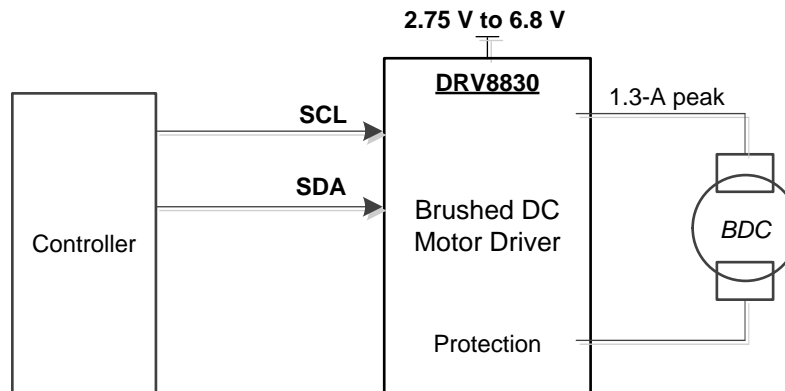 2.75 V to 6.8 V
DRV8830
1.3-A peak
SCL
SDA
Controller
Brushed DC
Motor Driver
BDC
Protection